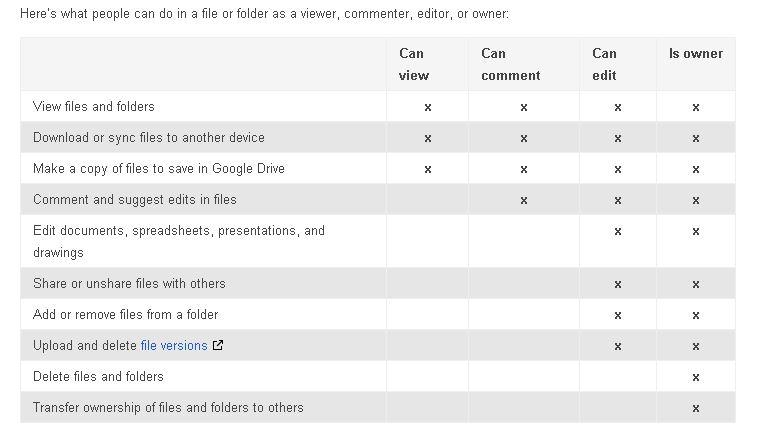 Here's what people can do in a file or folder as a viewer, commenter, editor, or owner:
Can view Can comment Can edit Is owner
View files and folders x x x x
Download or sync files to another device x x x x
Make a copy of files to save in Google Drive x x x x
Comment and suggest edits in files x x x
Edit documents, spreadsheets, presentations, and x x
drawings
Share or unshare files with others x x
Add or remove files from a folder x x
Upload and delete file versions x x
Delete files and folders x
Transfer ownership of files and folders to others x